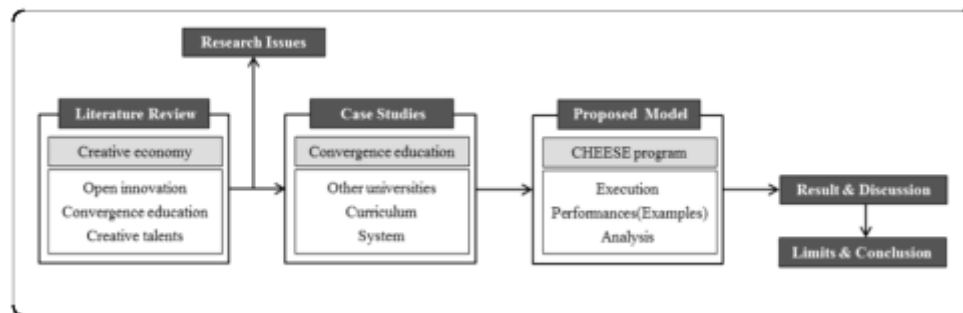 Research Issues
Literature Review
Creative economy
Open innovation
Convergence education
Creative talents
Case Studies
Convergence education
Other universities
Curriculum
System
Proposed Model
CHEESE program
Execution
Performances(Examples)
Analysis
Result & Discussion
Limits & Conclusion